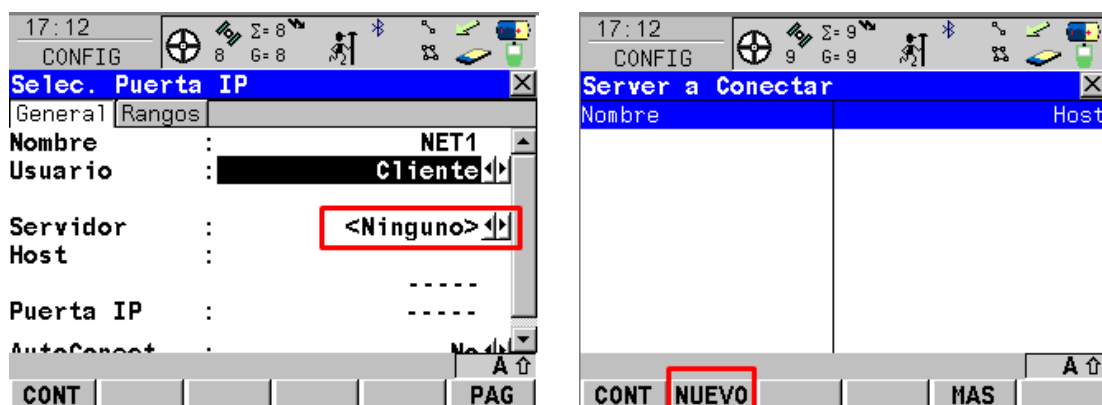 17:12
CONFIG
8
Σ= 8
G= 8
Selec. Puerta IP
General Rangos
Nombre : NET1
Usuario : Cliente
Servidor : <Ninguno>
Host :
-----
Puerta IP : -----
AutoConect : No
A
CONT PAG
17:12
CONFIG
9
Σ= 9
G= 9
Server a Conectar
Nombre Host
A
CONT NUEVO MAS